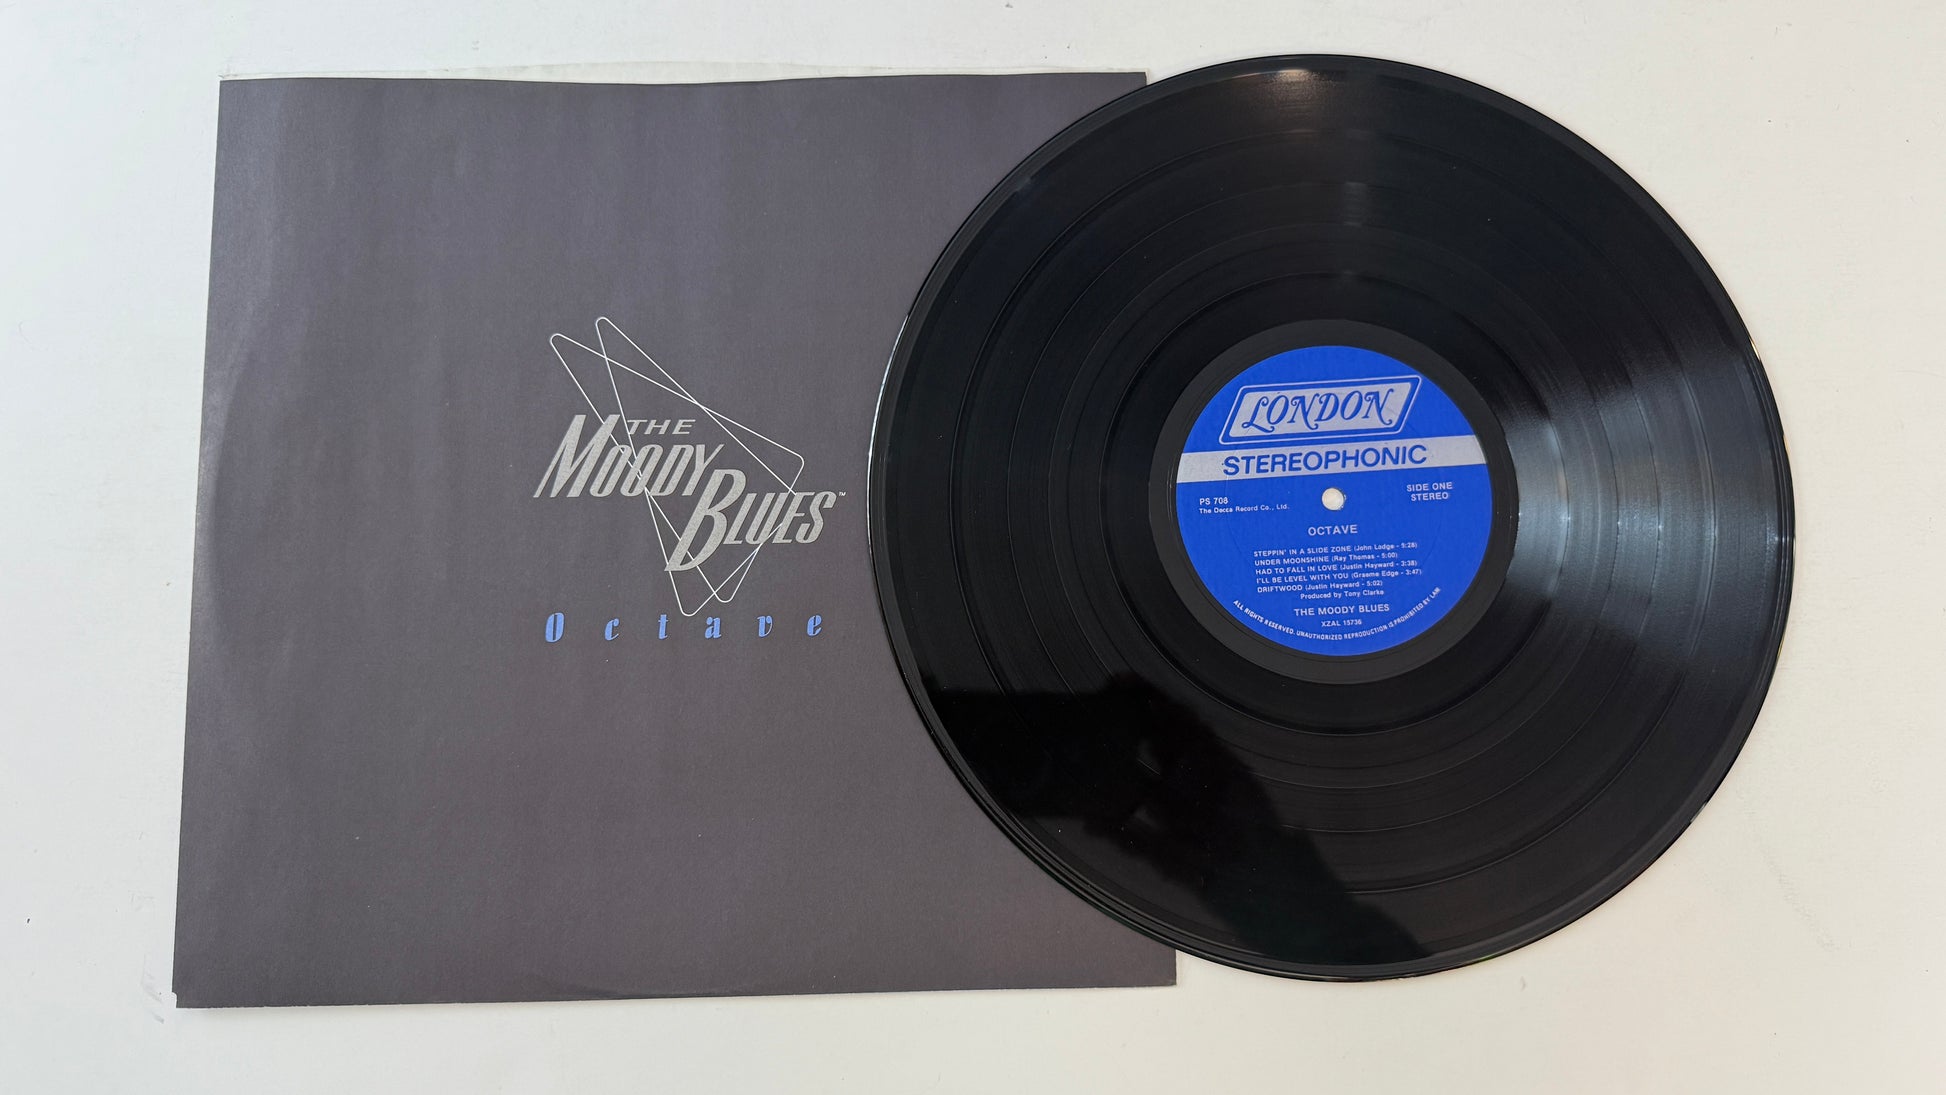 THE
MOODY
BLUES™
Octave
LONDON
STEREOPHONIC
PS 708
The Decca Record Co., Ltd.
SIDE ONE
STEREO
OCTAVE
STEPPIN' IN A SLIDE ZONE (John Lodge - 5:28)
UNDER MOONSHINE (Ray Thomas - 5:00)
HAD TO FALL IN LOVE (Justin Hayward - 3:38)
I'LL BE LEVEL WITH YOU (Graeme Edge - 3:47)
DRIFTWOOD (Justin Hayward - 5:02)
Produced by Tony Clarke
THE MOODY BLUES
XZAL 15736
ALL RIGHTS RESERVED. UNAUTHORIZED REPRODUCTION IS PROHIBITED BY LAW